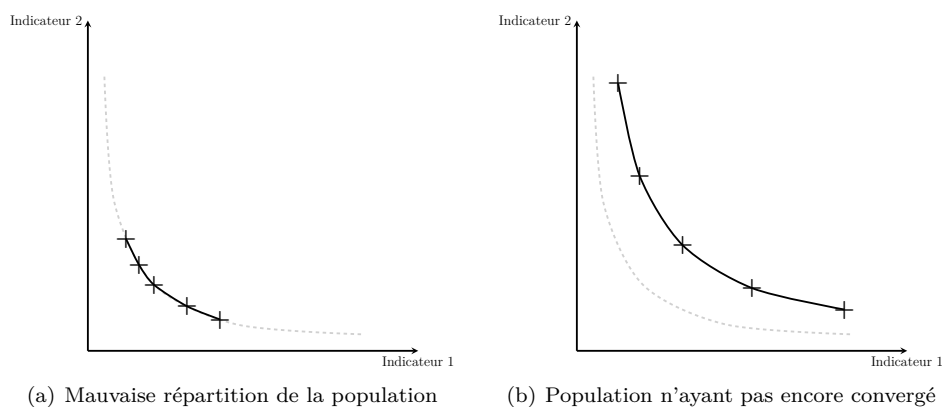 Indicateur 2
Indicateur 1
(a) Mauvaise répartition de la population
Indicateur 2
Indicateur 1
(b) Population n'ayant pas encore convergé